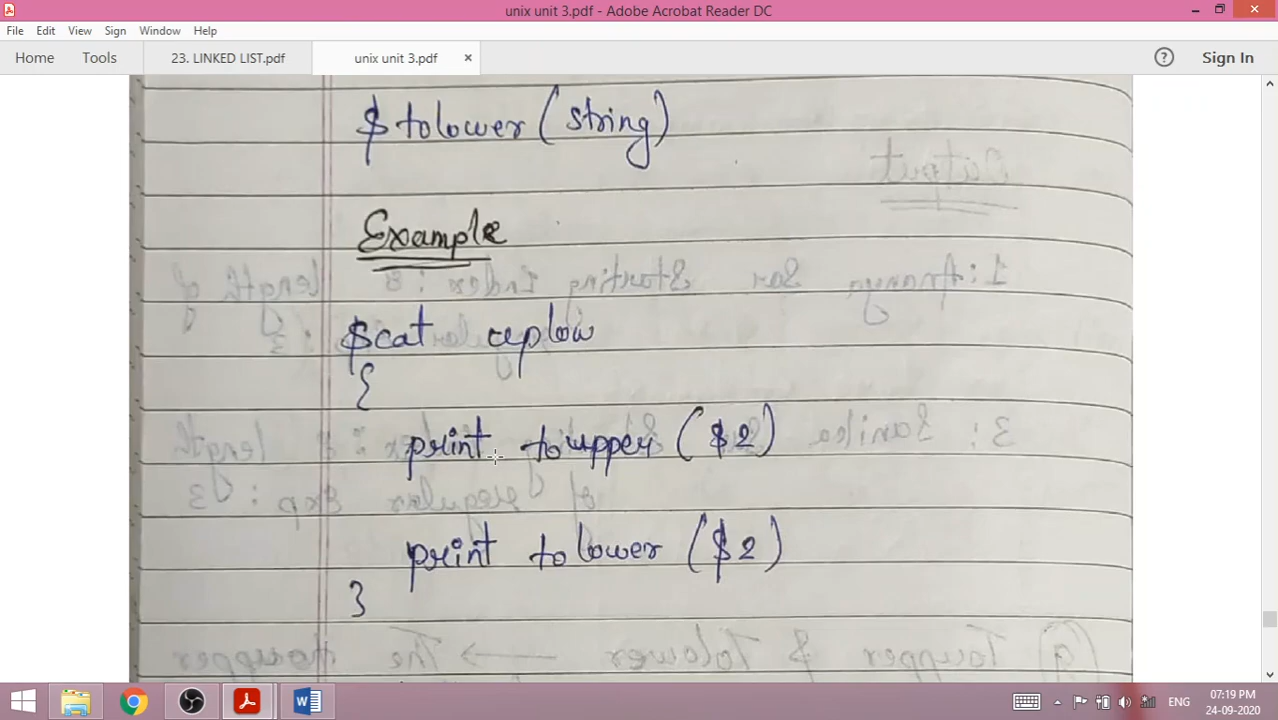 unix unit 3.pdf - Adobe Acrobat Reader DC
File Edit View Sign Window Help
Home Tools 23. LINKED LIST.pdf unix unit 3.pdf × ? Sign In
$ tolower (string)
Example
$cat uplow
{
print toupper ($2)
print tolower ($2)
}
ENG 07:19 PM
24-09-2020